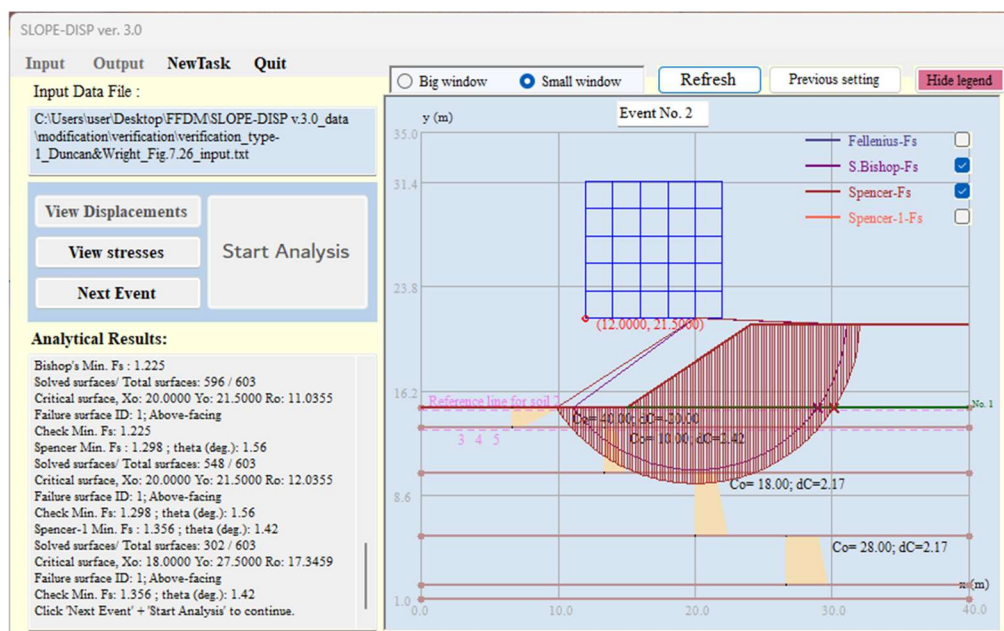 SLOPE-DISP ver. 3.0
Input Output NewTask Quit
Input Data File :
C:\Users\user\Desktop\FFDM\SLOPE-DISP v.3.0_data
\modification\verification\verification_type-
1_Duncan&Wright_Fig.7.26_input.txt
View Displacements
View stresses
Next Event
Start Analysis
Analytical Results:
Bishop's Min. Fs : 1.225
Solved surfaces/ Total surfaces: 596 / 603
Critical surface, Xo: 20.0000 Yo: 21.5000 Ro: 11.0355
Failure surface ID: 1; Above-facing
Check Min. Fs: 1.225
Spencer Min. Fs : 1.298 ; theta (deg.): 1.56
Solved surfaces/ Total surfaces: 548 / 603
Critical surface, Xo: 20.0000 Yo: 21.5000 Ro: 12.0355
Failure surface ID: 1; Above-facing
Check Min. Fs: 1.298 ; theta (deg.): 1.56
Spencer-1 Min. Fs : 1.356 ; theta (deg.): 1.42
Solved surfaces/ Total surfaces: 302 / 603
Critical surface, Xo: 18.0000 Yo: 27.5000 Ro: 17.3459
Failure surface ID: 1; Above-facing
Check Min. Fs: 1.356 ; theta (deg.): 1.42
Click 'Next Event' + 'Start Analysis' to continue.
Big window Small window Refresh Previous setting Hide legend
Event No. 2
y (m)
35.0
31.4
23.8
16.2
8.6
1.0
Fellenius-Fs
S.Bishop-Fs
Spencer-Fs
Spencer-1-Fs
(12.0000, 21.5000)
Reference line for soil
No. 1
3 4 5
Co= 40.00; dC=-20.00
Co= 10.00; dC=2.42
Co= 18.00; dC=2.17
Co= 28.00; dC=2.17
(m)
0.0 10.0 20.0 30.0 40.0